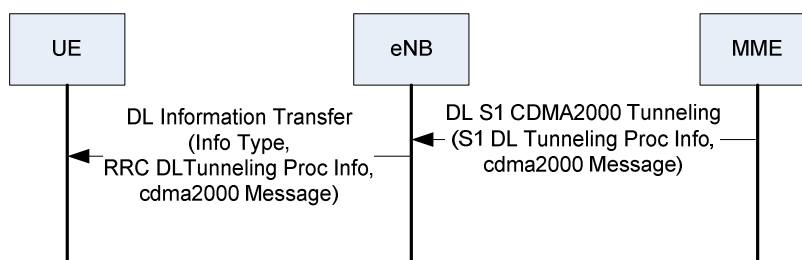 UE
eNB
MME
DL Information Transfer
(Info Type,
RRC DLTunneling Proc Info,
cdma2000 Message)
DL S1 CDMA2000 Tunneling
(S1 DL Tunneling Proc Info,
cdma2000 Message)